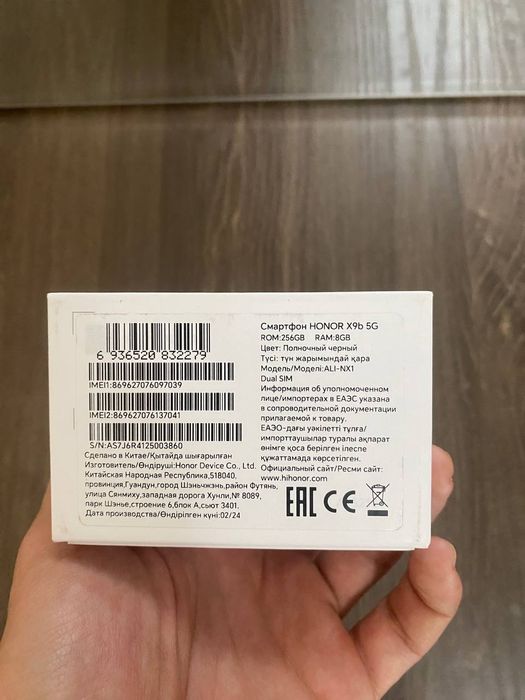 6 936520 832279
IMEI1:869627076097039
IMEI2:869627076137041
S/N:AS7J6R4125003860
Сделано в Китае/Қытайда шығарылған
Изготовитель/Өндіруші:Honor Device Co., Ltd.
Китайская Народная Республика,518040,
провинция,Гуандун,город Шэньчжэнь,район Футянь,
улица Сянмиху,западная дорога Хунли,№ 8089,
парк Шэнье,строение 6,блок А,сьют 3401.
Дата производства/Өндірілген күні:02/24
Смартфон HONOR X9b 5G
ROM:256GB RAM:8GB
Цвет: Полночный черный
Түсі: түн жарымындай қара
Модель/Моделі:ALI-NX1
Dual SIM
Информация об уполномоченном
лице/импортерах в ЕАЭС указана
в сопроводительной документации
прилагаемой к товару.
ЕАЭО-дағы уәкілетті тұлға/
импорттаушылар туралы ақпарат
өнімге қоса берілген ілеспе
құжаттамада көрсетілген.
Официальный сайт/Ресми сайт:
www.hihonor.com
EAC CE